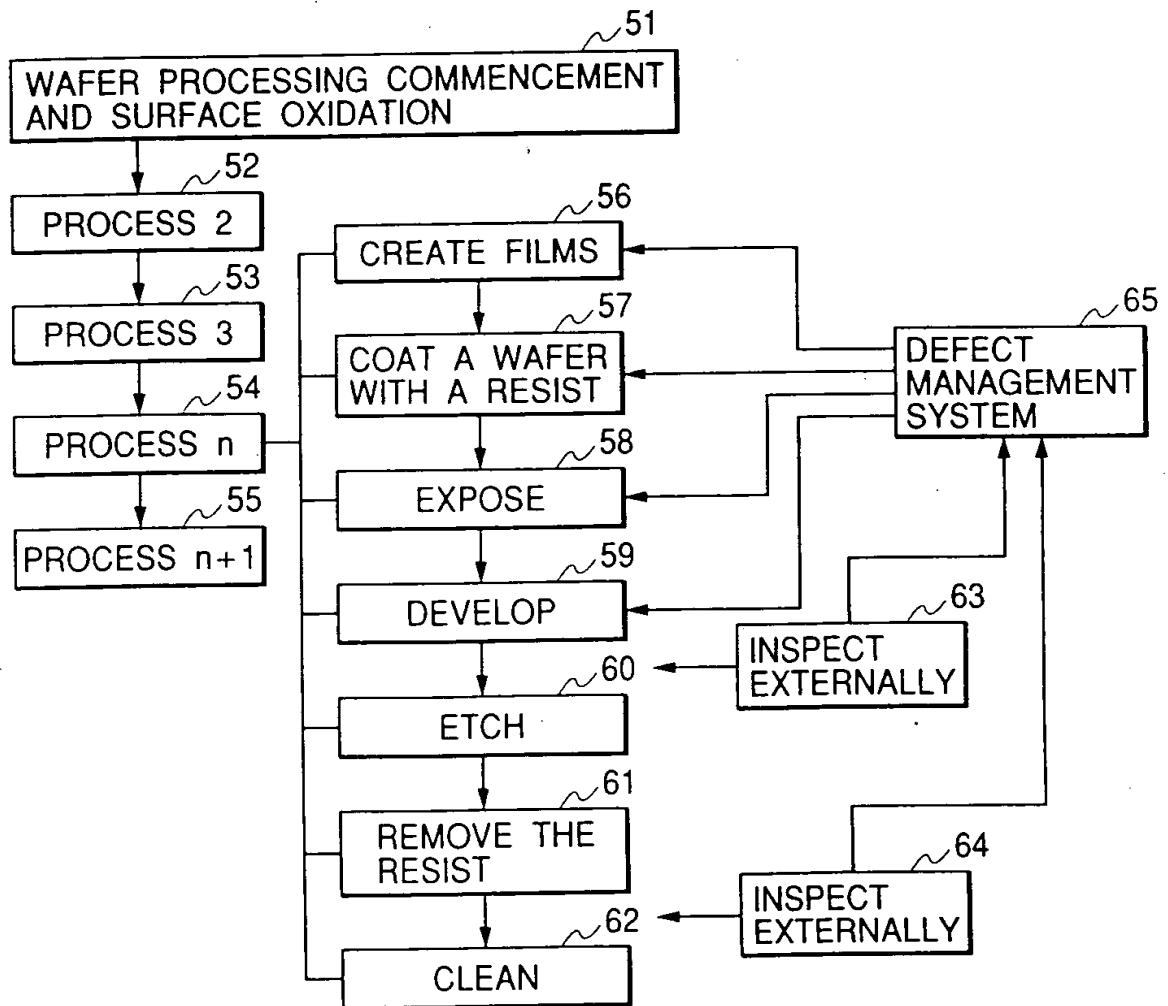 51
WAFER PROCESSING COMMENCEMENT
AND SURFACE OXIDATION
52
PROCESS 2
53
PROCESS 3
54
PROCESS n
55
PROCESS n+1
56
CREATE FILMS
57
COAT A WAFER
WITH A RESIST
58
EXPOSE
59
DEVELOP
60
ETCH
61
REMOVE THE
RESIST
62
CLEAN
65
DEFECT
MANAGEMENT
SYSTEM
63
INSPECT
EXTERNALLY
64
INSPECT
EXTERNALLY